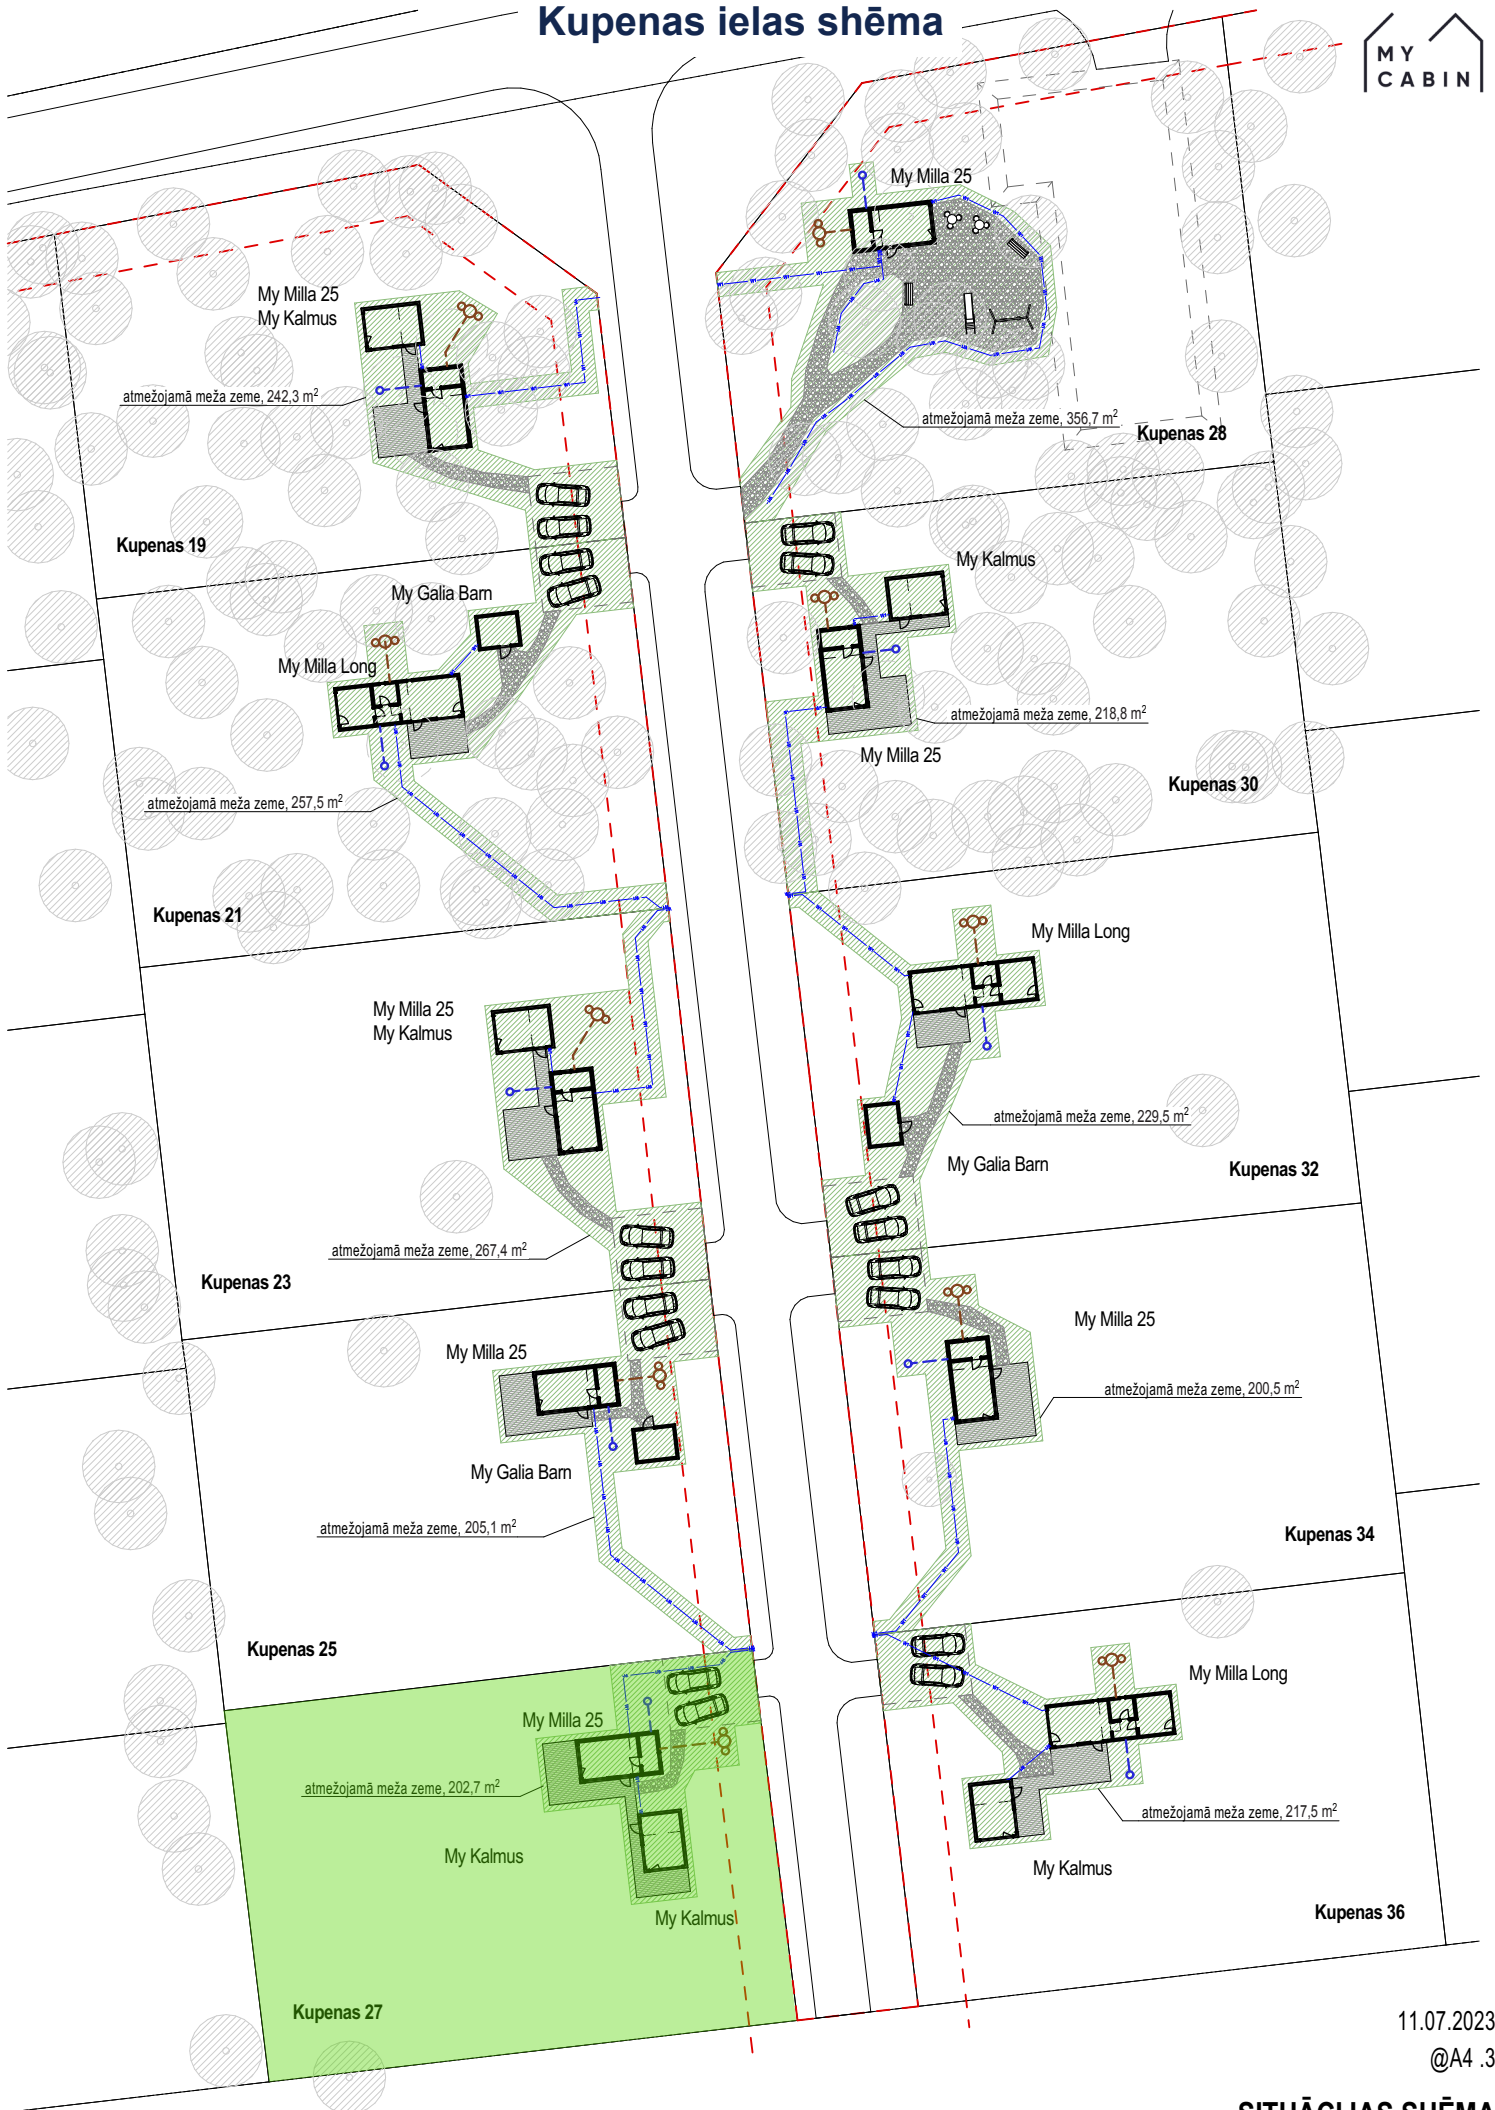 Kupenas ielas shēma
MY
CABIN
My Milla 25
My Milla 25
My Kalmus
atmežojamā meža zeme, 242,3 m²
atmežojamā meža zeme, 356,7 m²
Kupenas 28
Kupenas 19
My Kalmus
My Galia Barn
My Milla Long
atmežojamā meža zeme, 218,8 m²
My Milla 25
Kupenas 30
atmežojamā meža zeme, 257,5 m²
Kupenas 21
My Milla Long
My Milla 25
My Kalmus
atmežojamā meža zeme, 229,5 m²
My Galia Barn
Kupenas 32
atmežojamā meža zeme, 267,4 m²
Kupenas 23
My Milla 25
My Milla 25
atmežojamā meža zeme, 200,5 m²
My Galia Barn
atmežojamā meža zeme, 205,1 m²
Kupenas 34
Kupenas 25
My Milla Long
My Milla 25
atmežojamā meža zeme, 202,7 m²
atmežojamā meža zeme, 217,5 m²
My Kalmus
My Kalmus
My Kalmus
Kupenas 36
Kupenas 27
11.07.2023
@A4 .3
SITUĀCIJAS SHĒMA